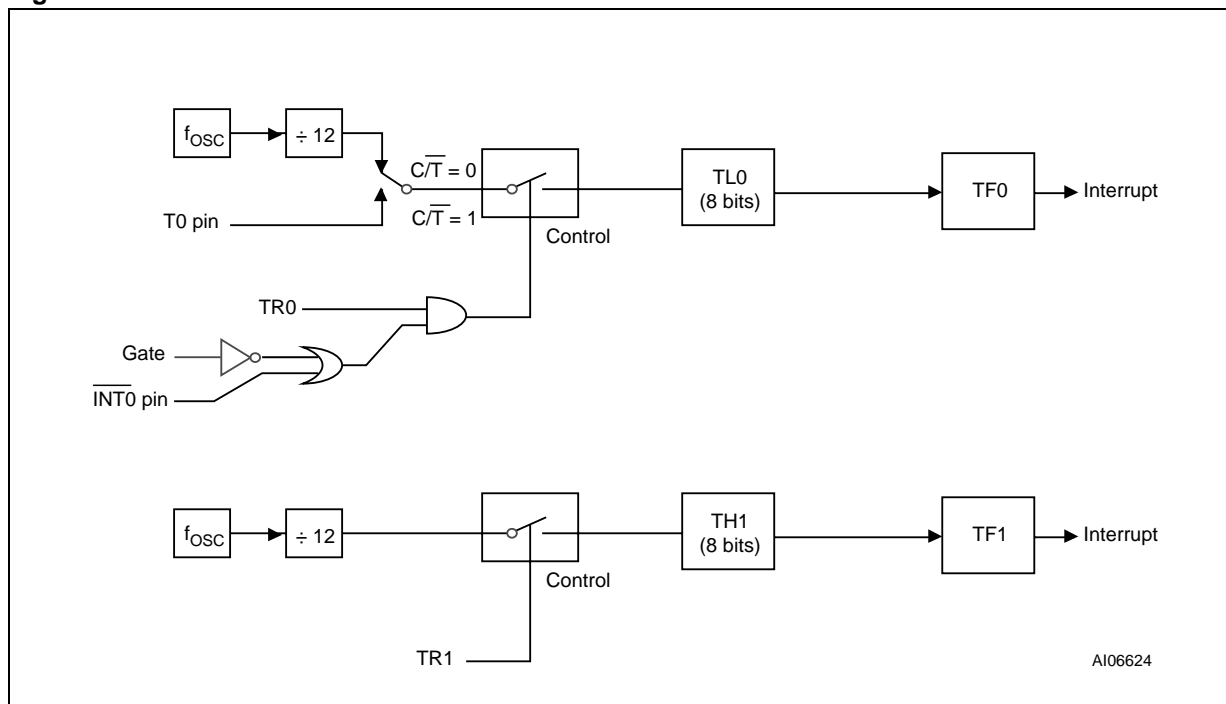 fOSC
÷ 12
C/T̅ = 0
TL0
(8 bits)
TF0
Interrupt
T0 pin
C/T̅ = 1
Control
TR0
Gate
I̅N̅T̅0̅ pin
fOSC
÷ 12
TH1
(8 bits)
TF1
Interrupt
Control
TR1
AI06624